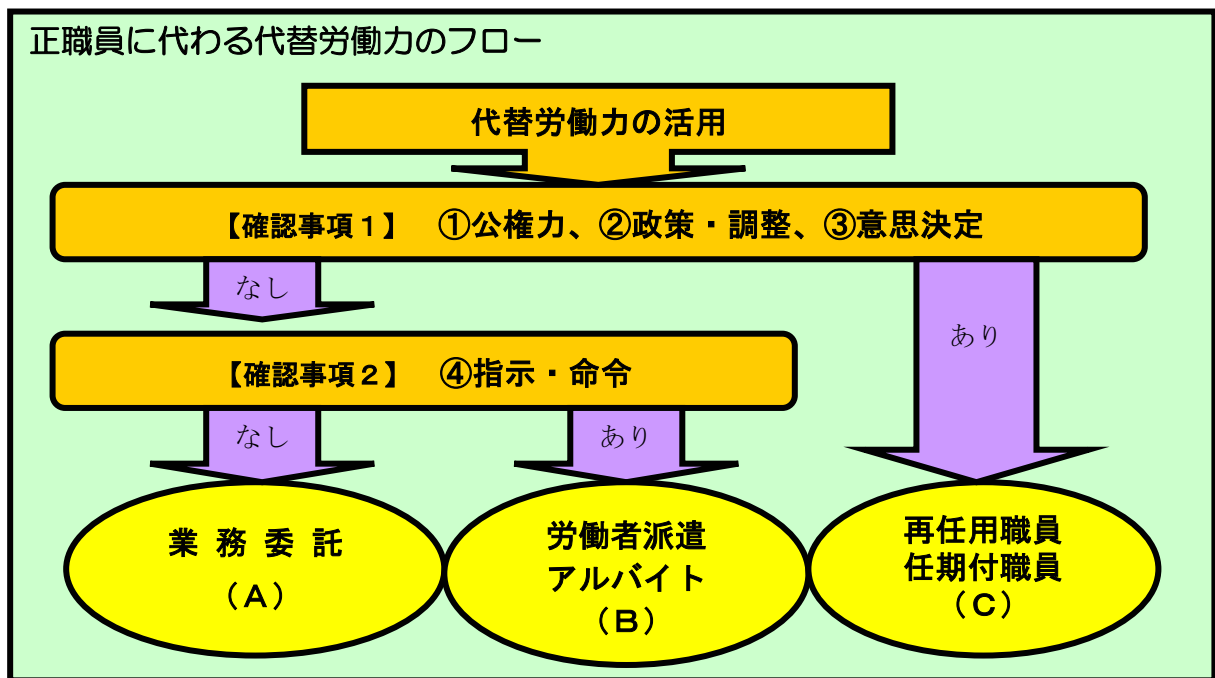 正職員に代わる代替労働力のフロー
代替労働力の活用
【確認事項１】　①公権力、②政策・調整、③意思決定
なし
あり
【確認事項２】　④指示・命令
なし
あり
業 務 委 託
（Ａ）
労働者派遣
アルバイト
（Ｂ）
再任用職員
任期付職員
（Ｃ）